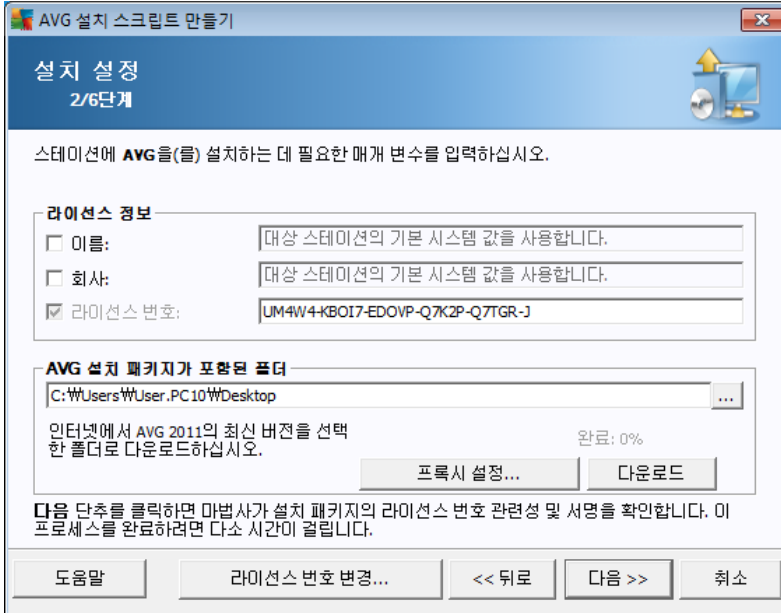 AVG 설치 스크립트 만들기
설치 설정
2/6단계
스테이션에 AVG을(를) 설치하는 데 필요한 매개 변수를 입력하십시오.
라이선스 정보
이름:
대상 스테이션의 기본 시스템 값을 사용합니다.
회사:
대상 스테이션의 기본 시스템 값을 사용합니다.
라이선스 번호:
UM4W4-KBOI7-EDOVP-Q7K2P-Q7TGR-J
AVG 설치 패키지가 포함된 폴더
C:₩Users₩User.PC10₩Desktop
...
인터넷에서 AVG 2011의 최신 버전을 선택
한 폴더로 다운로드하십시오.
완료: 0%
프록시 설정...
다운로드
다음 단추를 클릭하면 마법사가 설치 패키지의 라이선스 번호 관련성 및 서명을 확인합니다. 이
프로세스를 완료하려면 다소 시간이 걸립니다.
도움말
라이선스 번호 변경...
<< 뒤로
다음 >>
취소